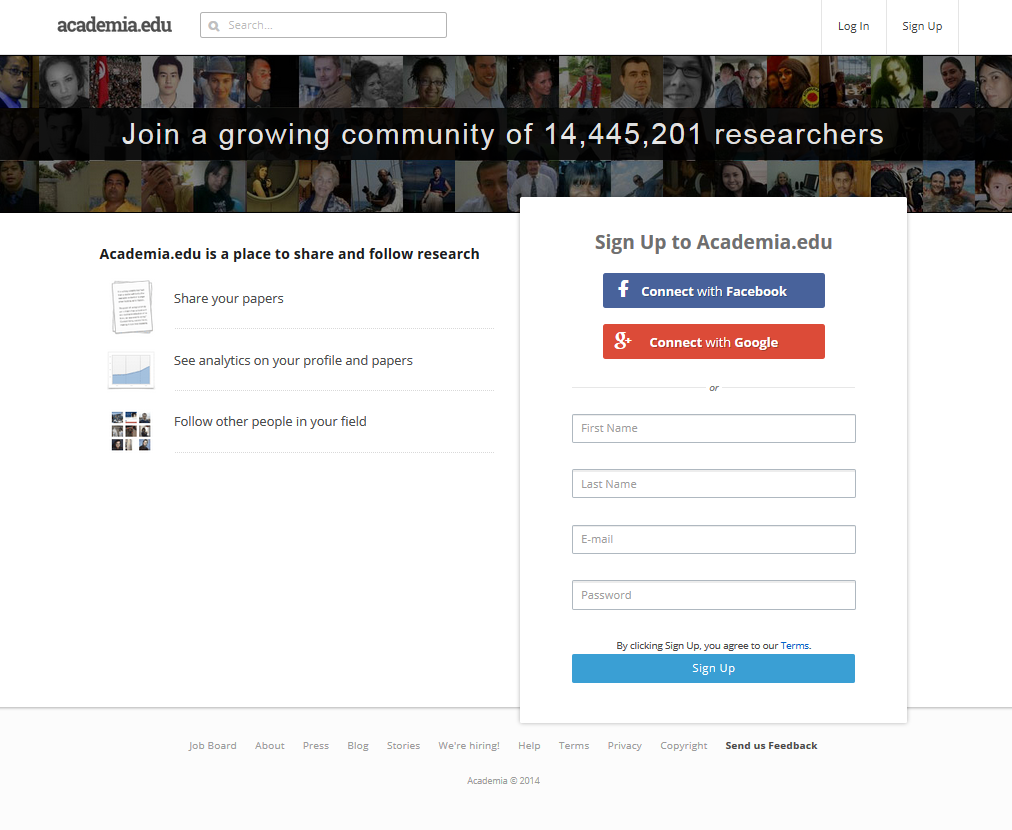 academia.edu
Search...
Log In
Sign Up
Join a growing community of 14,445,201 researchers
Academia.edu is a place to share and follow research
Share your papers
See analytics on your profile and papers
Follow other people in your field
Sign Up to Academia.edu
Connect with Facebook
Connect with Google
or
First Name
Last Name
E-mail
Password
By clicking Sign Up, you agree to our Terms.
Sign Up
Job Board About Press Blog Stories We're hiring! Help Terms Privacy Copyright Send us Feedback
Academia © 2014